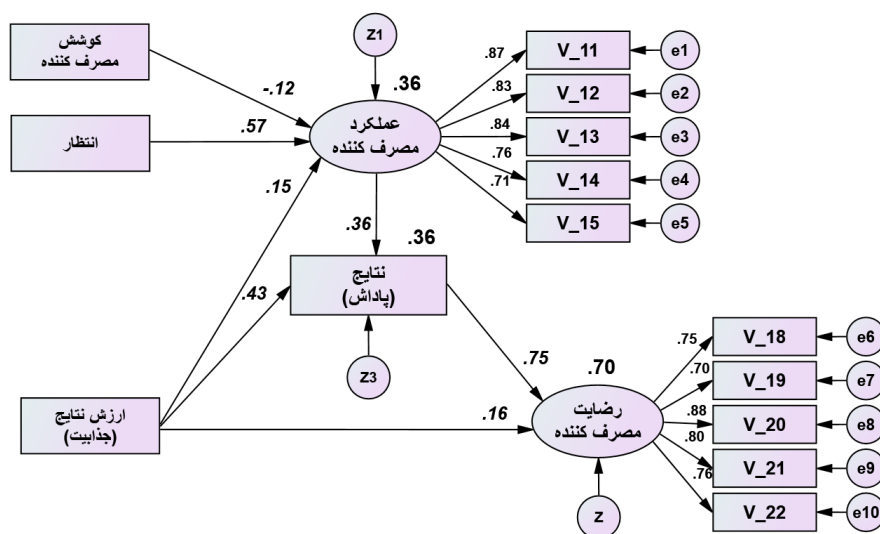 کوشش
مصرف کننده
انتظار
ارزش نتایج
(جذابیت)
-.12
.57
.15
.43
.16
Z1
.36
عملکرد
مصرف کننده
.36
.36
نتایج
(پاداش)
Z3
.75
.70
رضایت
مصرف کننده
Z
.87
V_11
e1
.83
V_12
e2
.84
V_13
e3
.76
V_14
e4
.71
V_15
e5
.75
V_18
e6
.70
V_19
e7
.88
V_20
e8
.80
V_21
e9
.76
V_22
e10